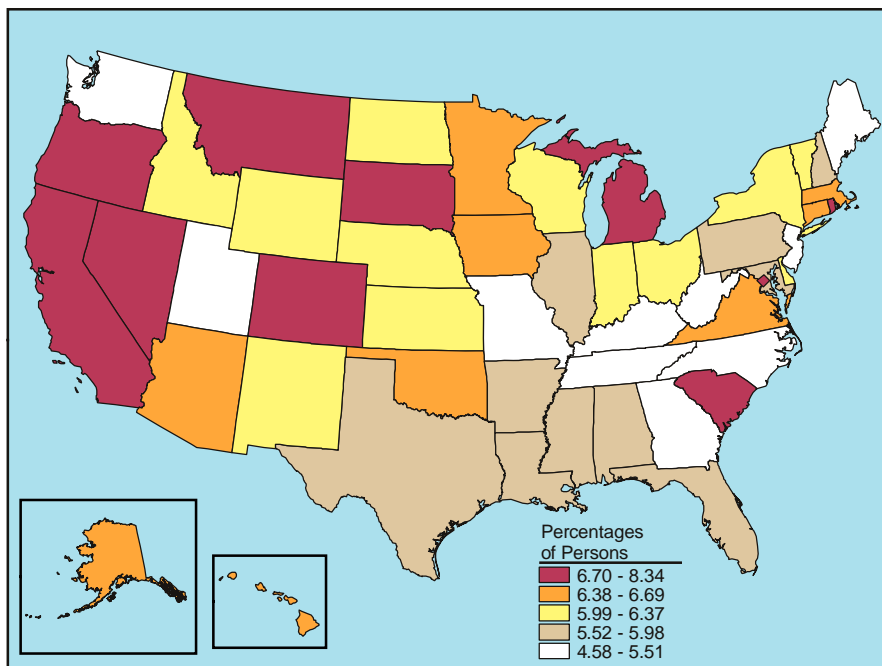 Percentages
of Persons
6.70 - 8.34
6.38 - 6.69
5.99 - 6.37
5.52 - 5.98
4.58 - 5.51